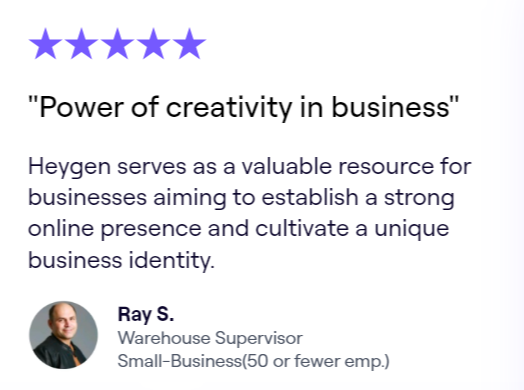 "Power of creativity in business"
Heygen serves as a valuable resource for
businesses aiming to establish a strong
online presence and cultivate a unique
business identity.
Ray S.
Warehouse Supervisor
Small-Business(50 or fewer emp.)